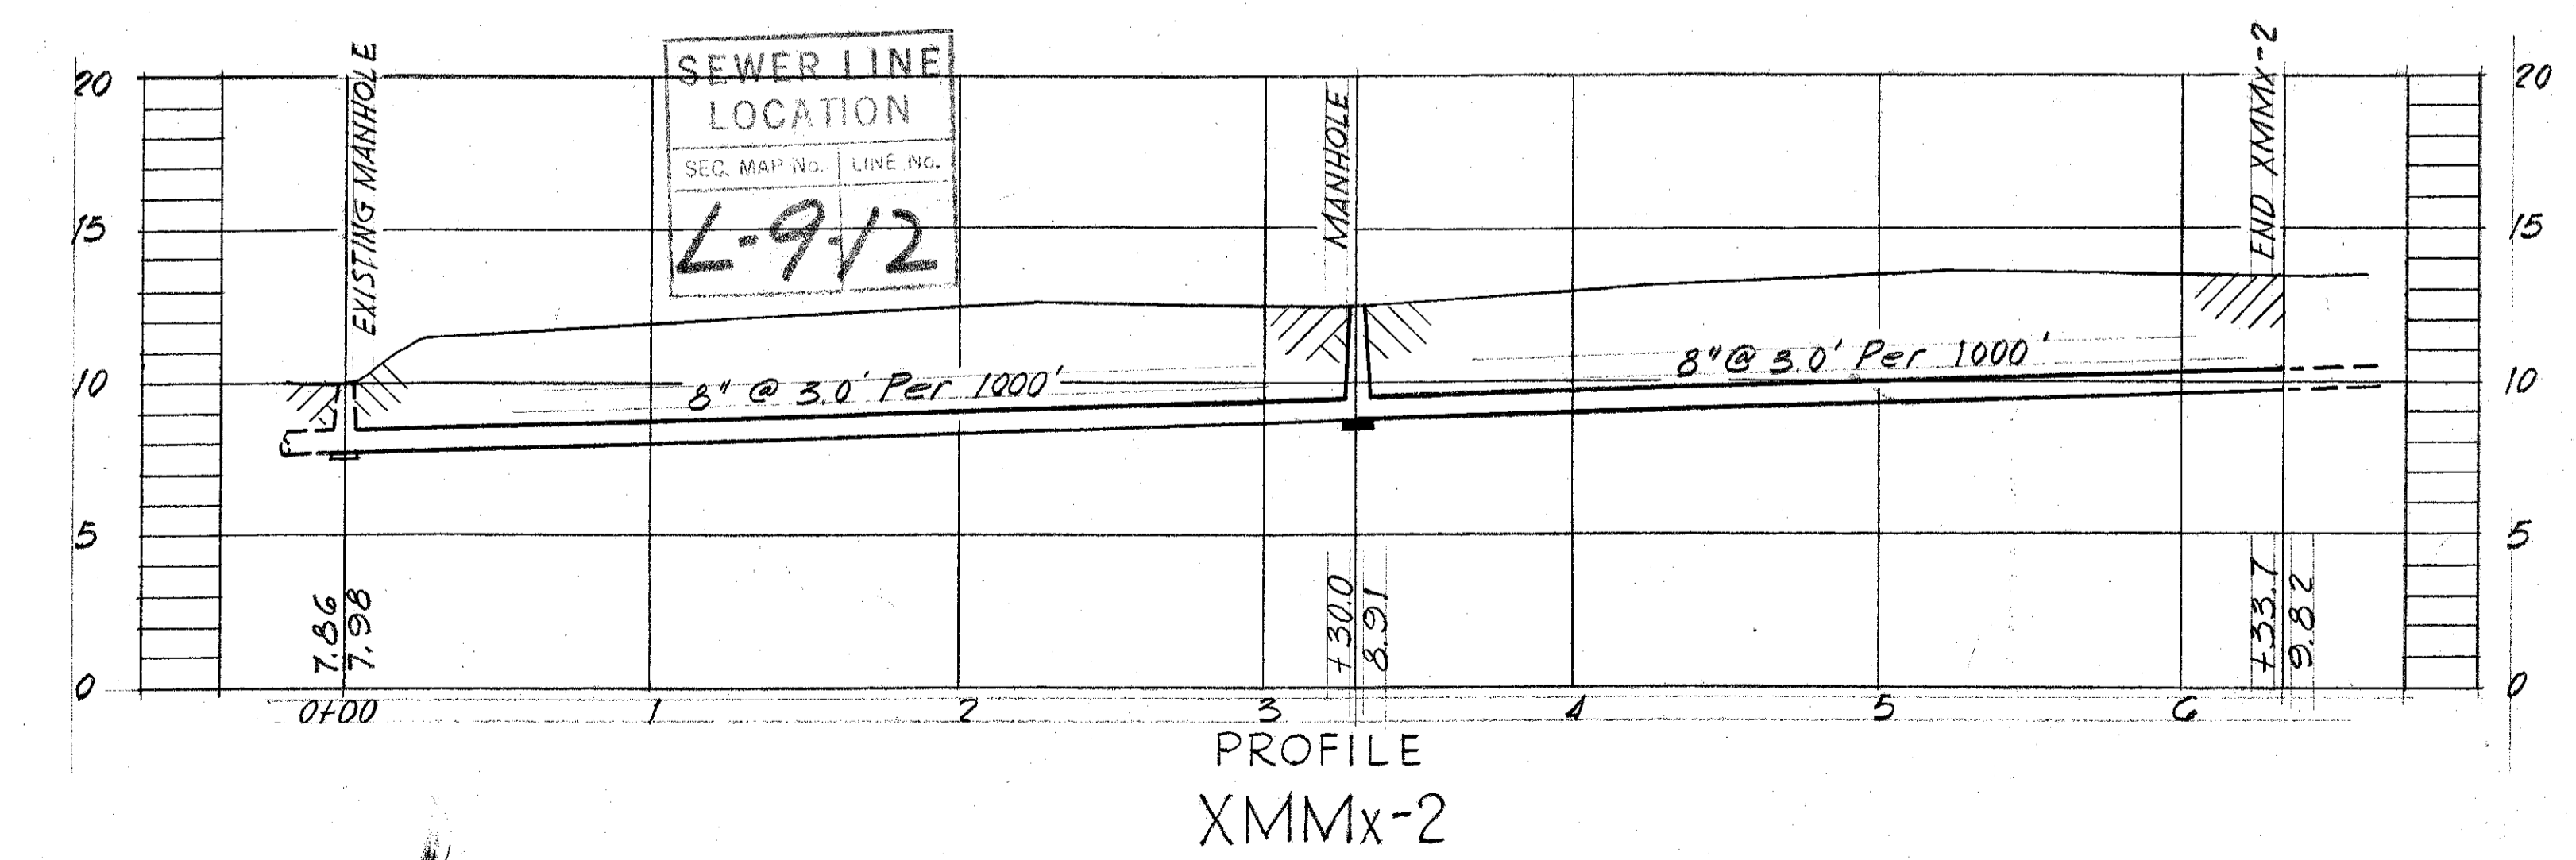 SEWER LINE
LOCATION
SEC. MAP No. LINE No.
L-9-12
EXISTING MANHOLE
MANHOLE
END XMMx-2
20
20
15
15
10
10
5
5
0
0
8" @ 3.0' Per 1000'
8" @ 3.0' Per 1000'
7.86
7.98
+30.0
8.91
+33.7
9.82
0+00 1 2 3 4 5 6
PROFILE
XMMx-2